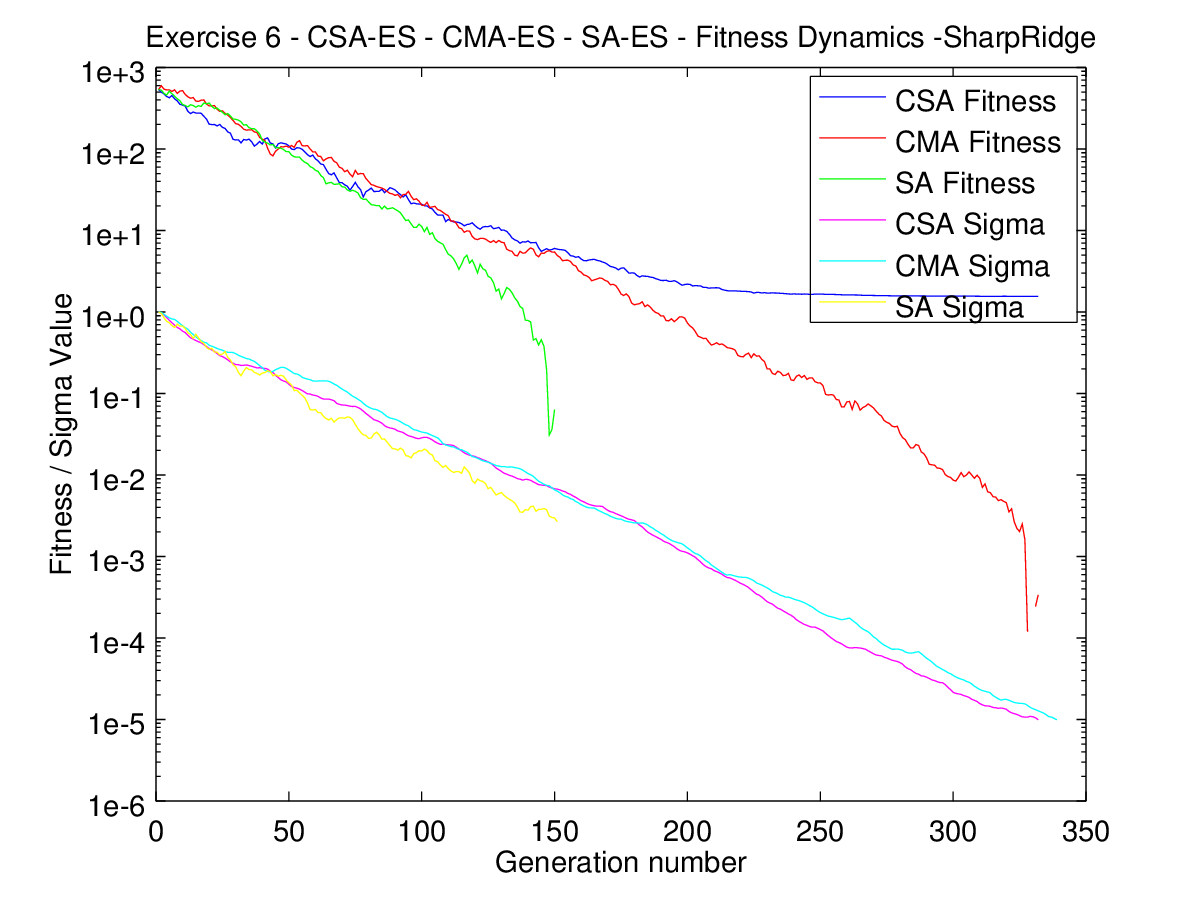 Exercise 6 - CSA-ES - CMA-ES - SA-ES - Fitness Dynamics -SharpRidge
1e+3
1e+2
1e+1
1e+0
1e-1
1e-2
1e-3
1e-4
1e-5
1e-6
Fitness / Sigma Value
CSA Fitness
CMA Fitness
SA Fitness
CSA Sigma
CMA Sigma
SA Sigma
0 50 100 150 200 250 300 350
Generation number